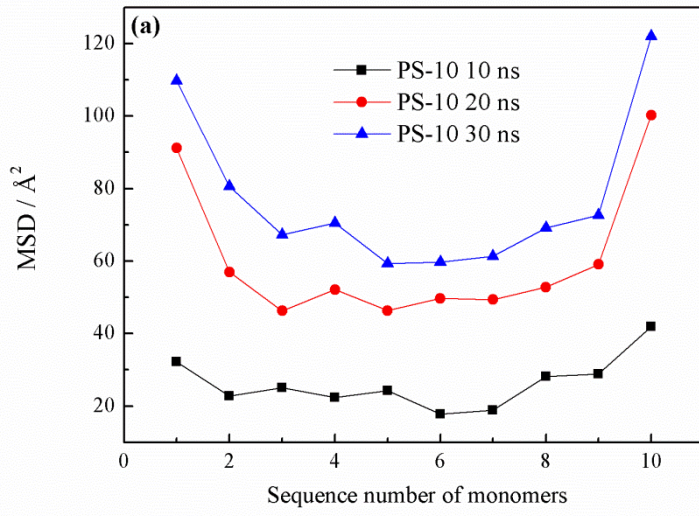 (a)
120
100
80
60
40
20
MSD / Å²
PS-10 10 ns
PS-10 20 ns
PS-10 30 ns
0 2 4 6 8 10
Sequence number of monomers